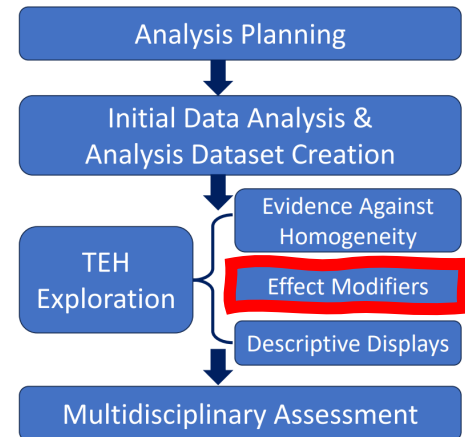 Analysis Planning
Initial Data Analysis &
Analysis Dataset Creation
TEH
Exploration
Evidence Against
Homogeneity
Effect Modifiers
Descriptive Displays
Multidisciplinary Assessment